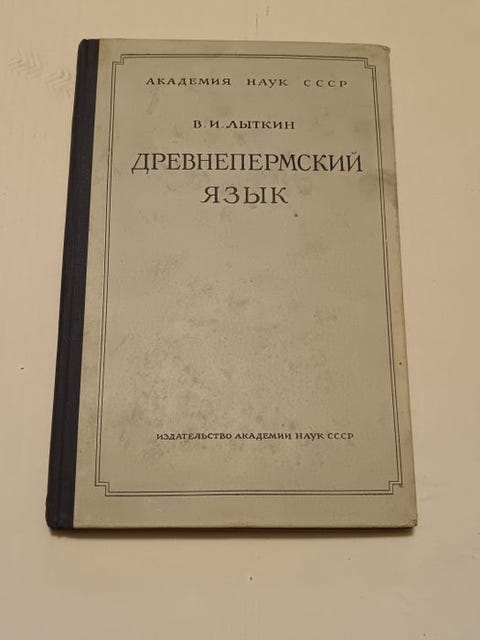 АКАДЕМИЯ НАУК СССР
В. И. ЛЫТКИН
ДРЕВНЕПЕРМСКИЙ
ЯЗЫК
ИЗДАТЕЛЬСТВО АКАДЕМИИ НАУК СССР